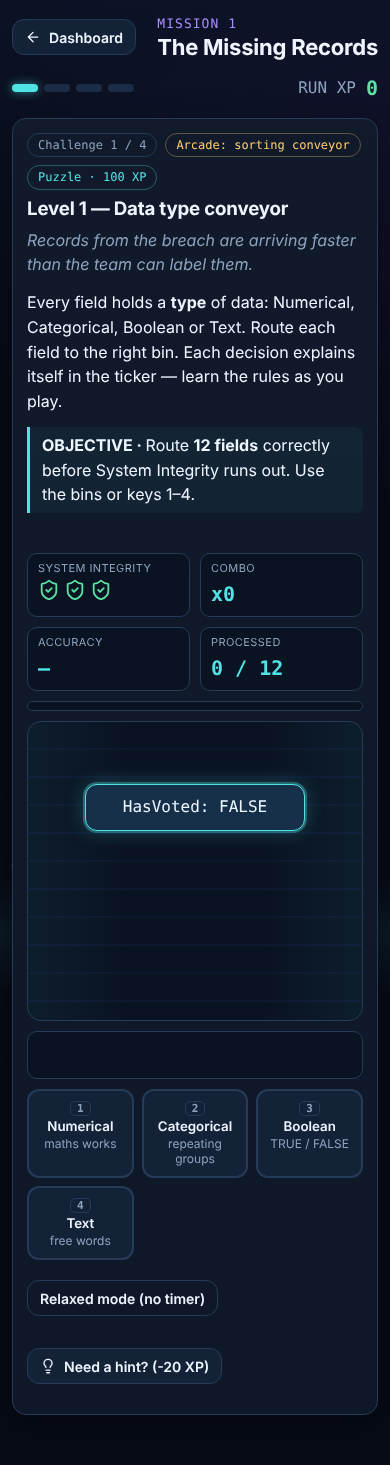 Dashboard
MISSION 1
The Missing Records
RUN XP 0
Challenge 1 / 4
Arcade: sorting conveyor
Puzzle · 100 XP
Level 1 — Data type conveyor
Records from the breach are arriving faster
than the team can label them.
Every field holds a type of data: Numerical,
Categorical, Boolean or Text. Route each
field to the right bin. Each decision explains
itself in the ticker — learn the rules as you
play.
OBJECTIVE · Route 12 fields correctly
before System Integrity runs out. Use
the bins or keys 1–4.
SYSTEM INTEGRITY
COMBO
x0
ACCURACY
—
PROCESSED
0 / 12
HasVoted: FALSE
1
Numerical
maths works
2
Categorical
repeating
groups
3
Boolean
TRUE / FALSE
4
Text
free words
Relaxed mode (no timer)
Need a hint? (-20 XP)